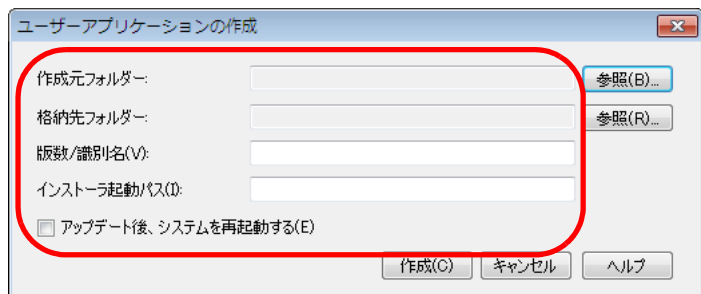 ユーザーアプリケーションの作成
作成元フォルダー: 参照(B)...
格納先フォルダー: 参照(R)...
版数/識別名(V):
インストーラ起動パス(I):
アップデート後、システムを再起動する(E)
作成(C) キャンセル ヘルプ